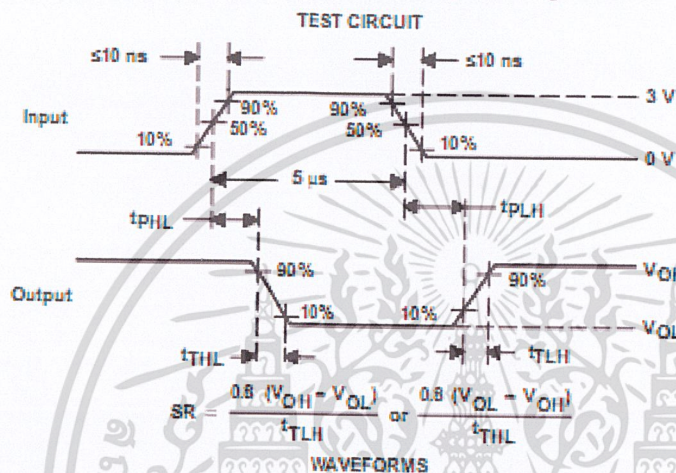 TEST CIRCUIT
≤10 ns
≤10 ns
Input
90%
50%
10%
90%
50%
10%
3 V
0 V
5 µs
tPHL
tPLH
Output
90%
10%
10%
90%
VOH
VOL
tTHL
tTLH
SR = 0.8 (VOH − VOL) / tTLH or 0.8 (VOL − VOH) / tTHL
WAVEFORMS